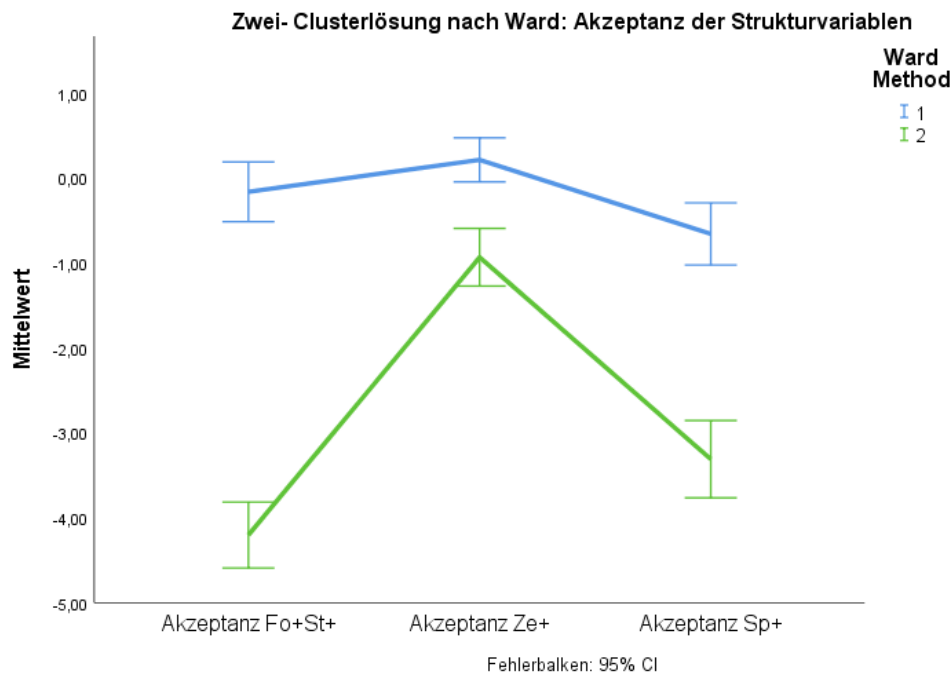 Zwei- Clusterlösung nach Ward: Akzeptanz der Strukturvariablen
Ward
Method
1
2
Mittelwert
1,00
0,00
-1,00
-2,00
-3,00
-4,00
-5,00
Akzeptanz Fo+St+
Akzeptanz Ze+
Akzeptanz Sp+
Fehlerbalken: 95% CI